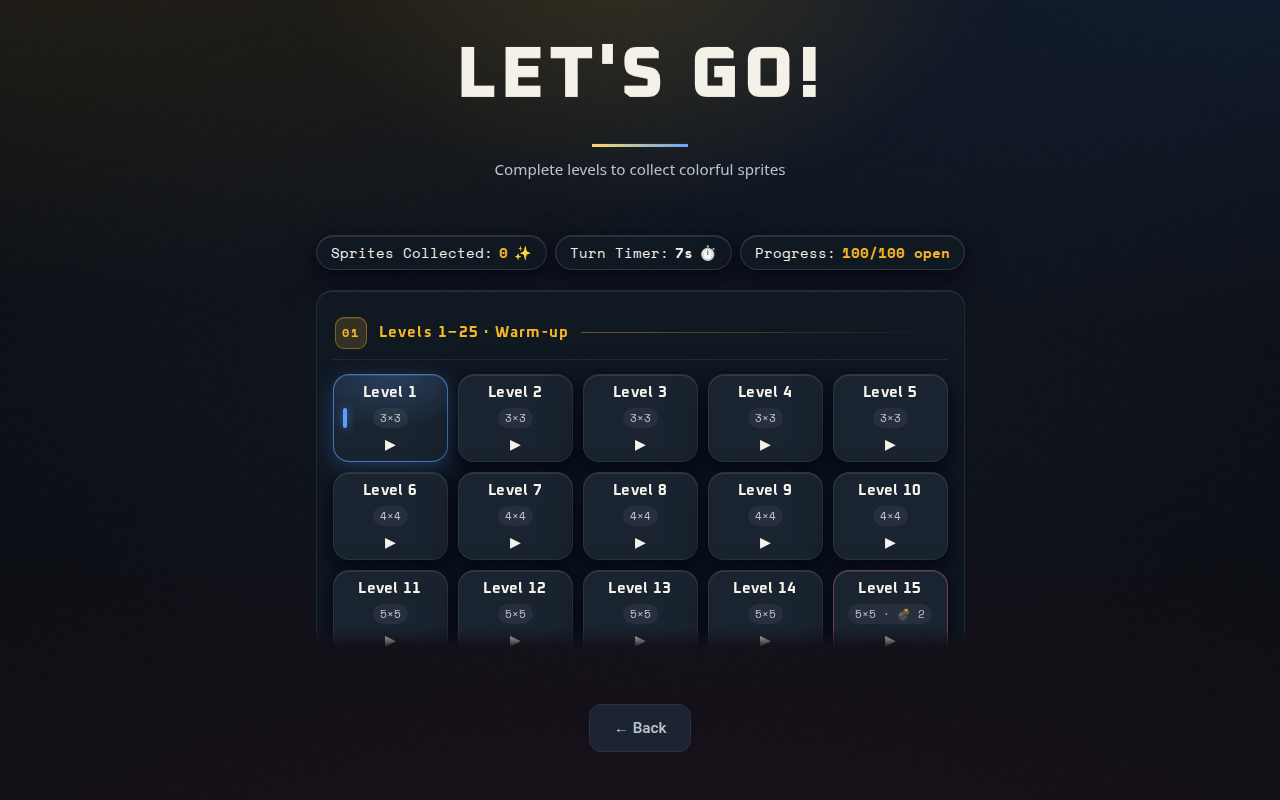 LET'S GO!
Complete levels to collect colorful sprites
Sprites Collected: 0 ✨ Turn Timer: 7s ⏱️ Progress: 100/100 open
01 Levels 1–25 · Warm-up
Level 1 Level 2 Level 3 Level 4 Level 5
3×3 3×3 3×3 3×3 3×3
▶ ▶ ▶ ▶ ▶
Level 6 Level 7 Level 8 Level 9 Level 10
4×4 4×4 4×4 4×4 4×4
▶ ▶ ▶ ▶ ▶
Level 11 Level 12 Level 13 Level 14 Level 15
5×5 5×5 5×5 5×5 5×5 · 💣 2
▶ ▶ ▶ ▶ ▶
← Back